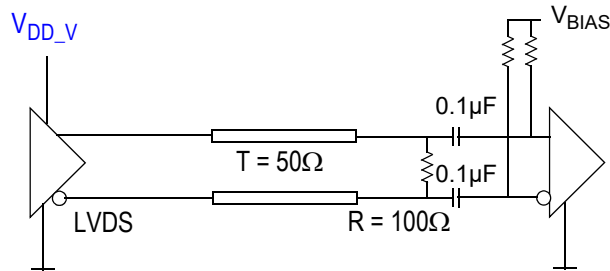 V_DD_V
V_BIAS
0.1µF
T = 50Ω
0.1µF
LVDS
R = 100Ω